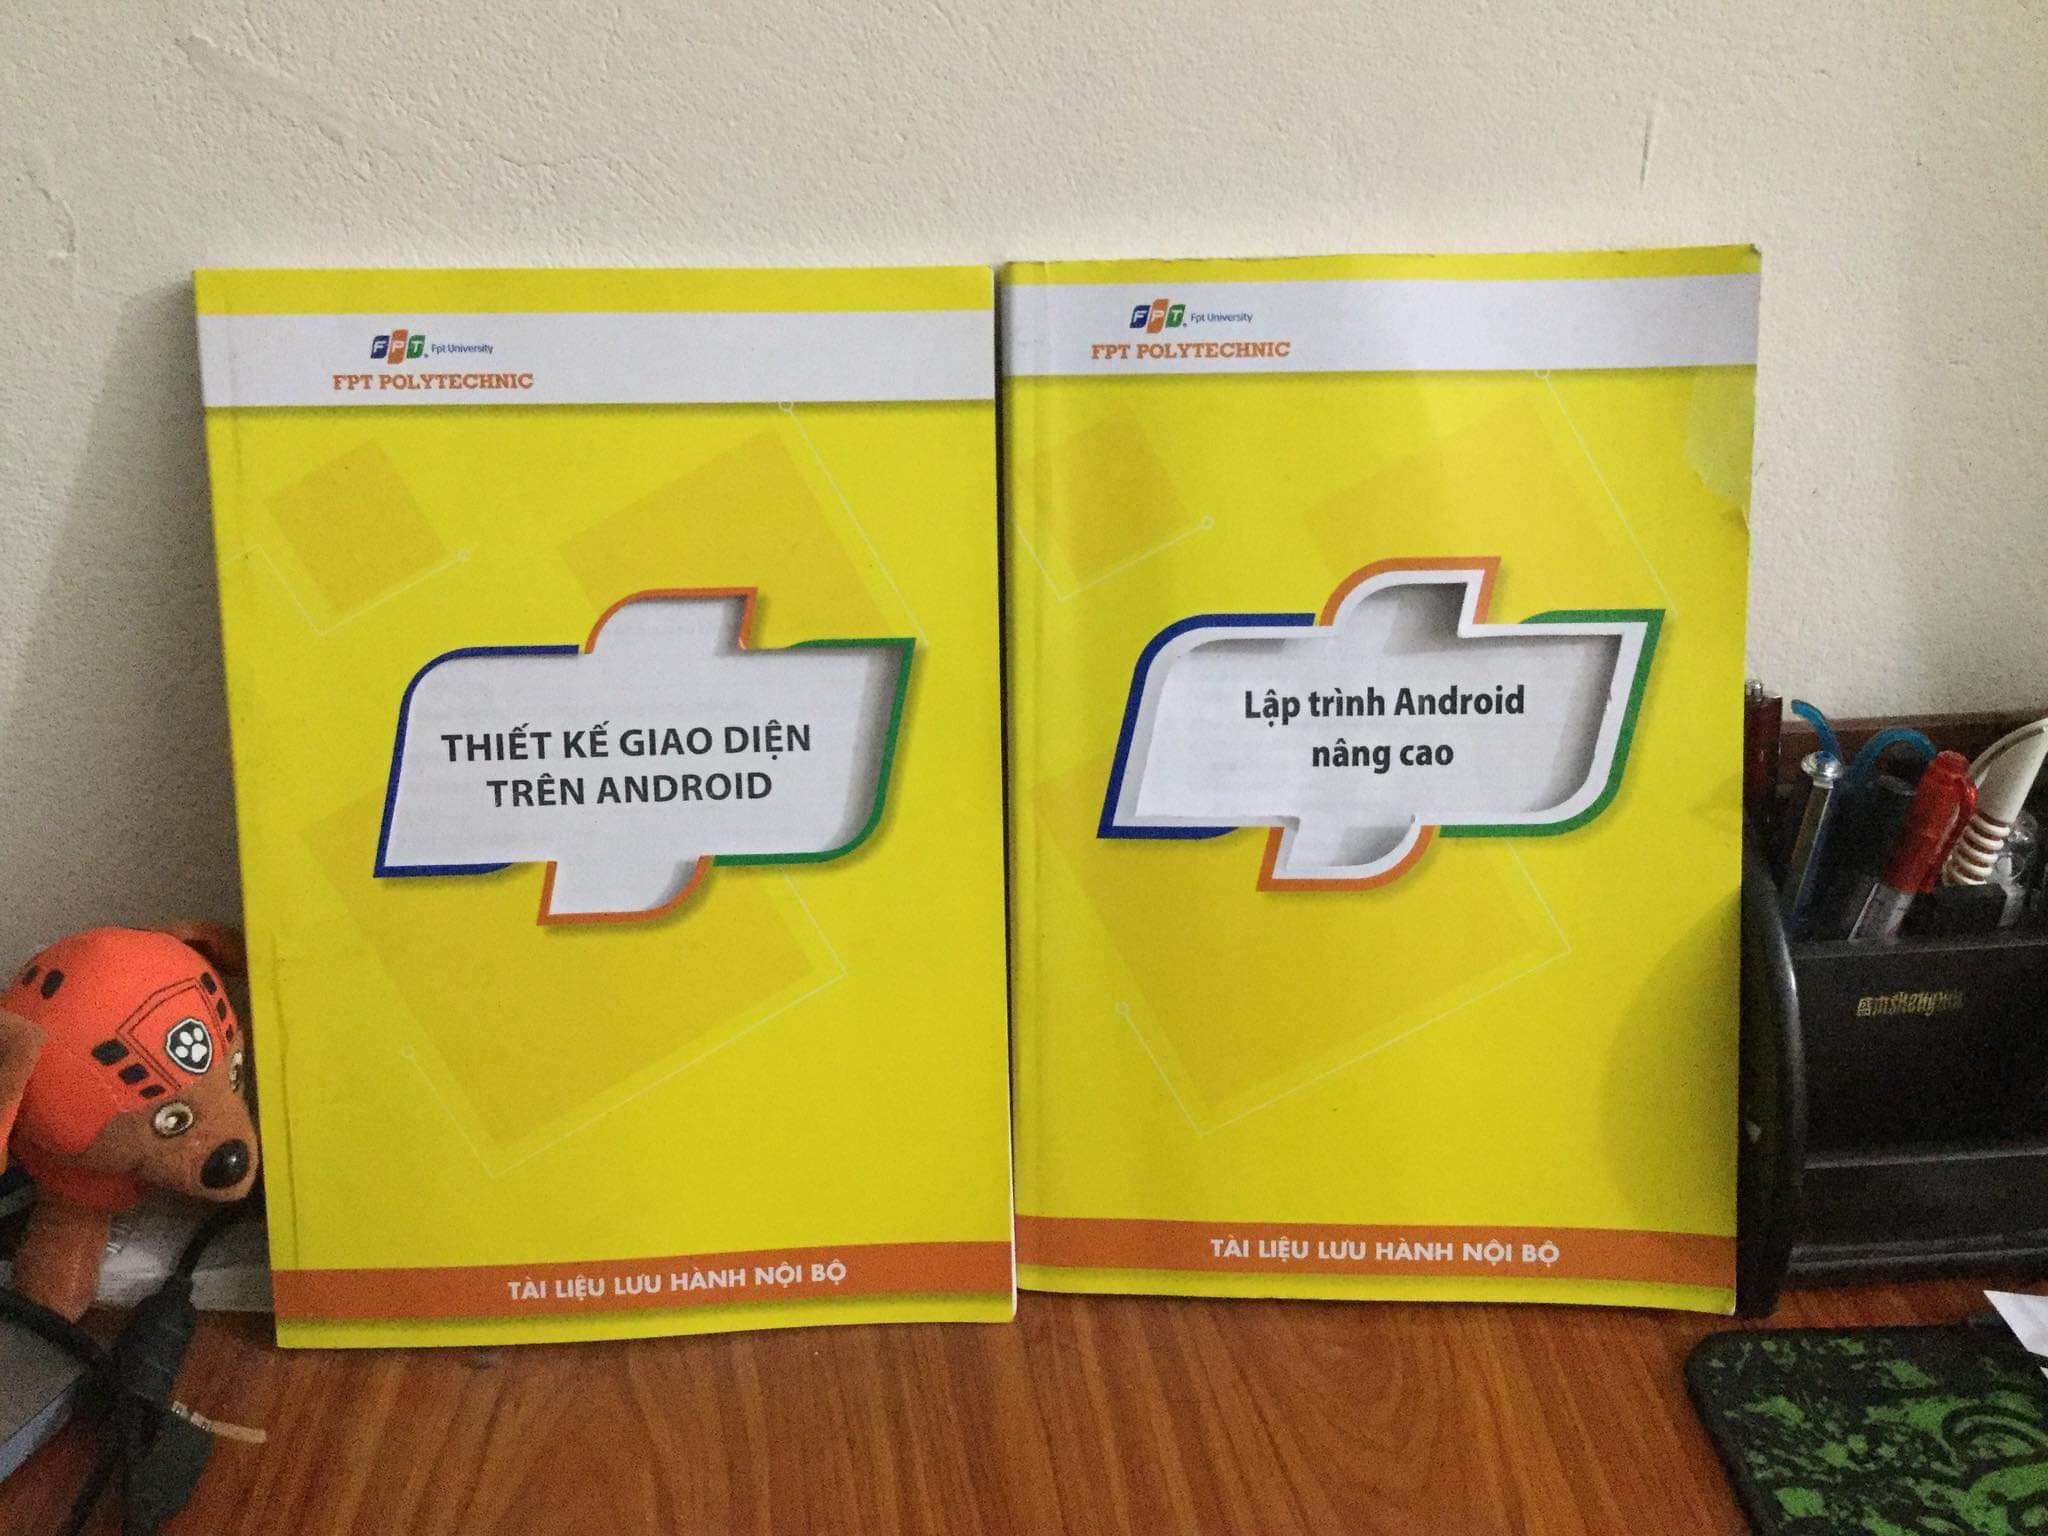 FPT Fpt University
FPT POLYTECHNIC
THIẾT KẾ GIAO DIỆN
TRÊN ANDROID
TÀI LIỆU LƯU HÀNH NỘI BỘ
FPT Fpt University
FPT POLYTECHNIC
Lập trình Android
nâng cao
TÀI LIỆU LƯU HÀNH NỘI BỘ